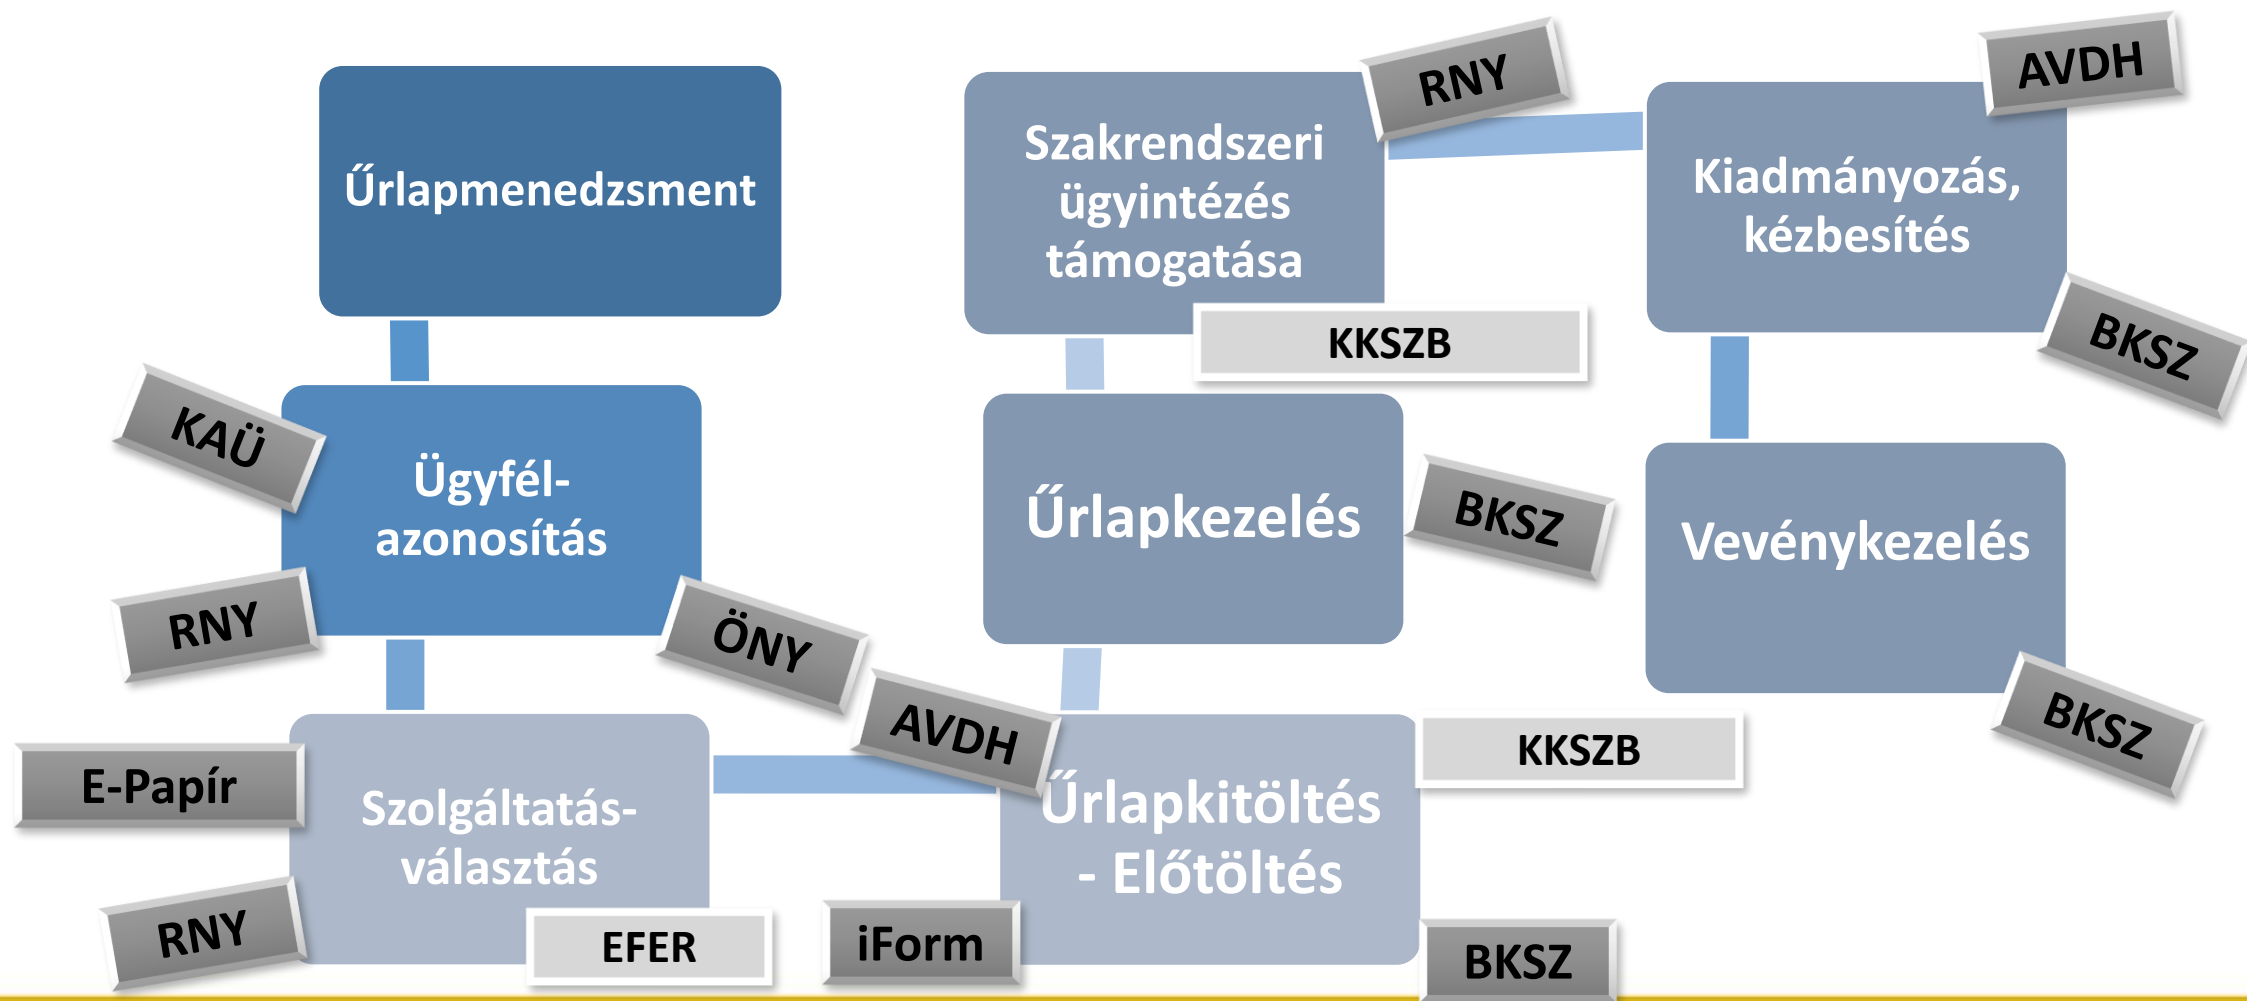 Űrlapmenedzsment
KAÜ
Ügyfél-
azonosítás
RNY
ÖNY
E-Papír
Szolgáltatás-
választás
RNY
EFER
AVDH
Űrlapkitöltés
- Előtöltés
KKSZB
iForm
BKSZ
Űrlapkezelés
BKSZ
Szakrendszeri
ügyintézés
támogatása
RNY
KKSZB
AVDH
Kiadmányozás,
kézbesítés
BKSZ
Vevénykezelés
BKSZ